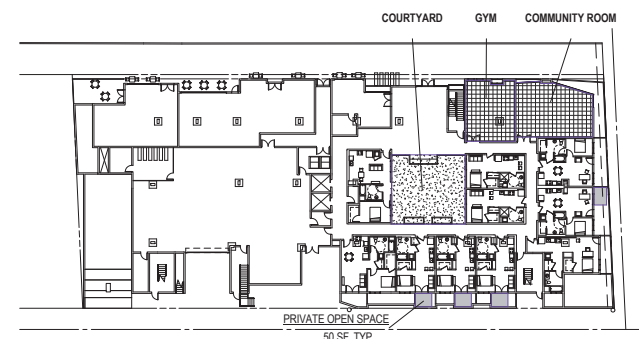 COURTYARD GYM COMMUNITY ROOM
PRIVATE OPEN SPACE
50 SF, TYP.